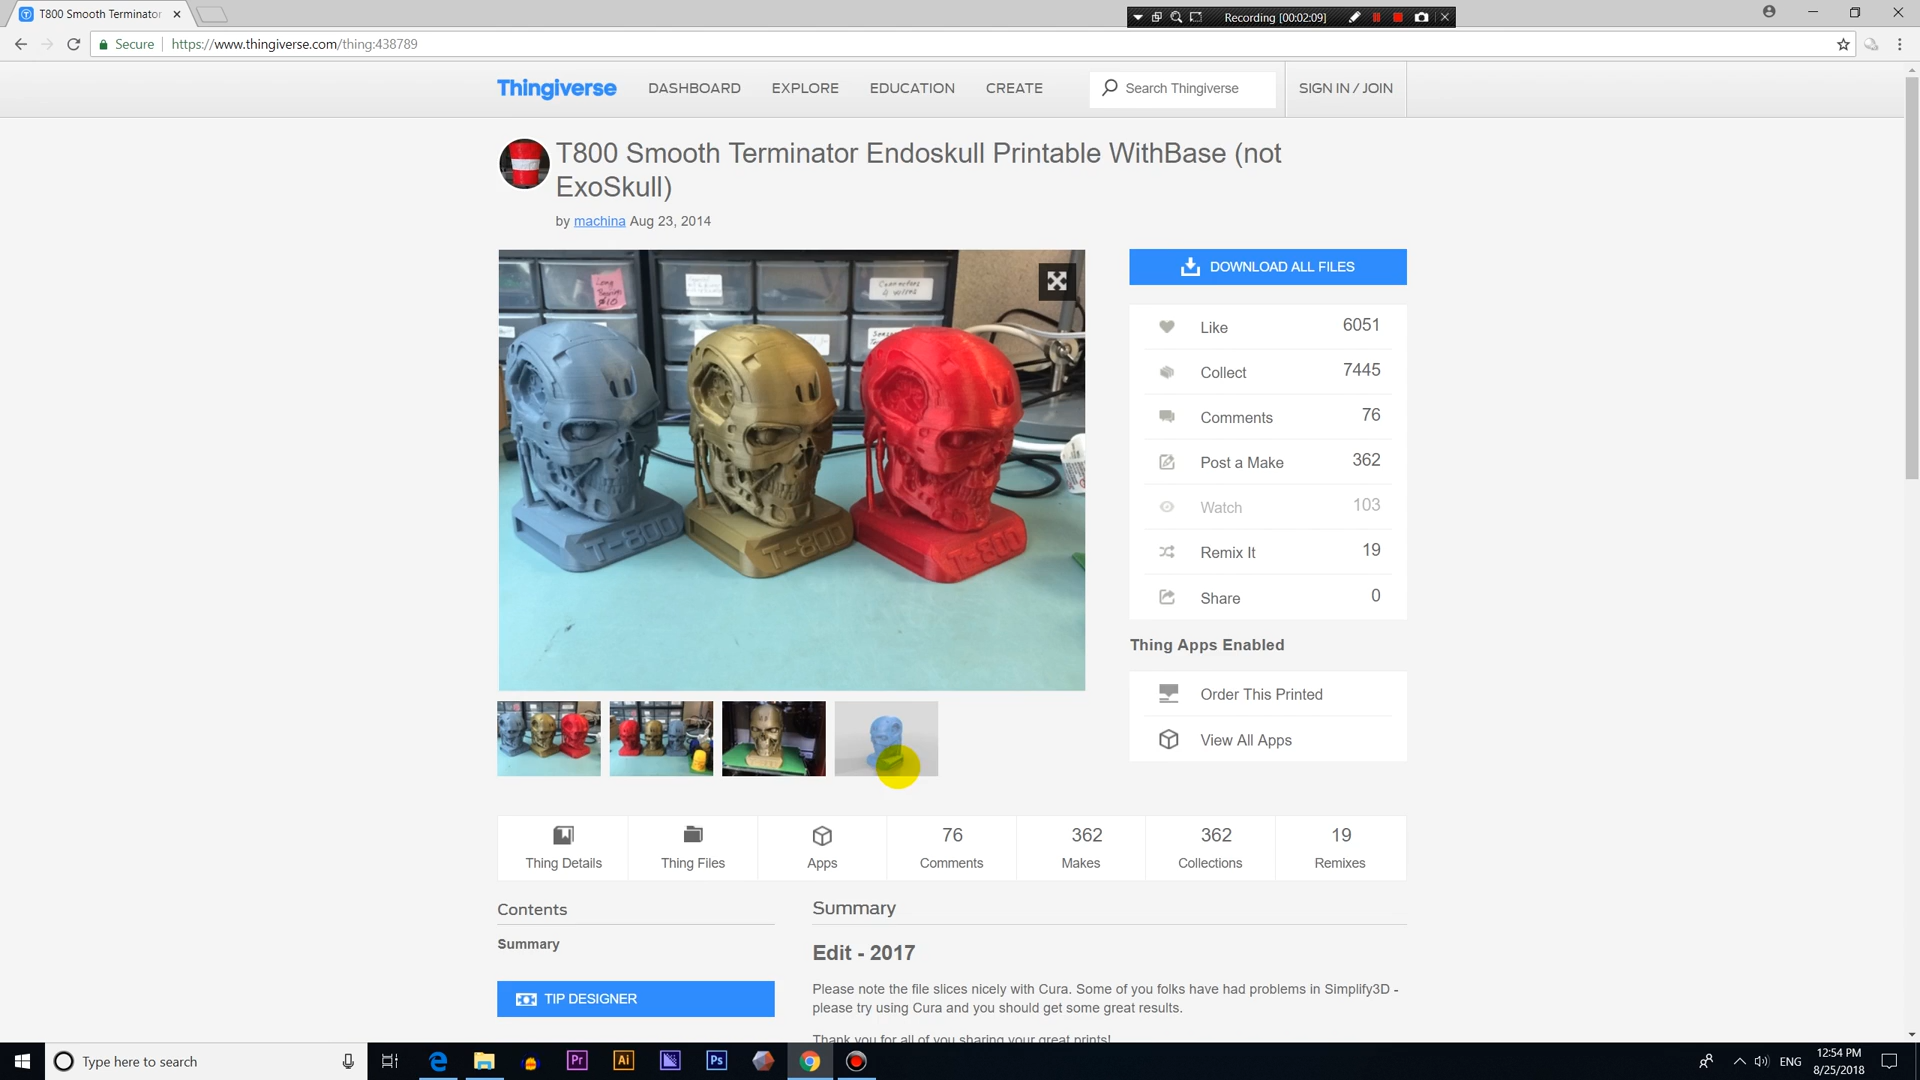 T800 Smooth Terminator
Recording [00:02:09]
Secure
https://www.thingiverse.com/thing:438789
Thingiverse
DASHBOARD
EXPLORE
EDUCATION
CREATE
Search Thingiverse
SIGN IN / JOIN
T800 Smooth Terminator Endoskull Printable WithBase (not
ExoSkull)
by machina Aug 23, 2014
DOWNLOAD ALL FILES
Like 6051
Collect 7445
Comments 76
Post a Make 362
Watch 103
Remix It 19
Share 0
T-800
T-800
T-800
Thing Apps Enabled
Order This Printed
View All Apps
76
362
362
19
Thing Details
Thing Files
Apps
Comments
Makes
Collections
Remixes
Contents
Summary
TIP DESIGNER
Summary
Edit - 2017
Please note the file slices nicely with Cura. Some of you folks have had problems in Simplify3D -
please try using Cura and you should get some great results.
Thank you for all of you sharing your great prints!
Type here to search
Pr
Ai
Ps
ENG
12:54 PM
8/25/2018